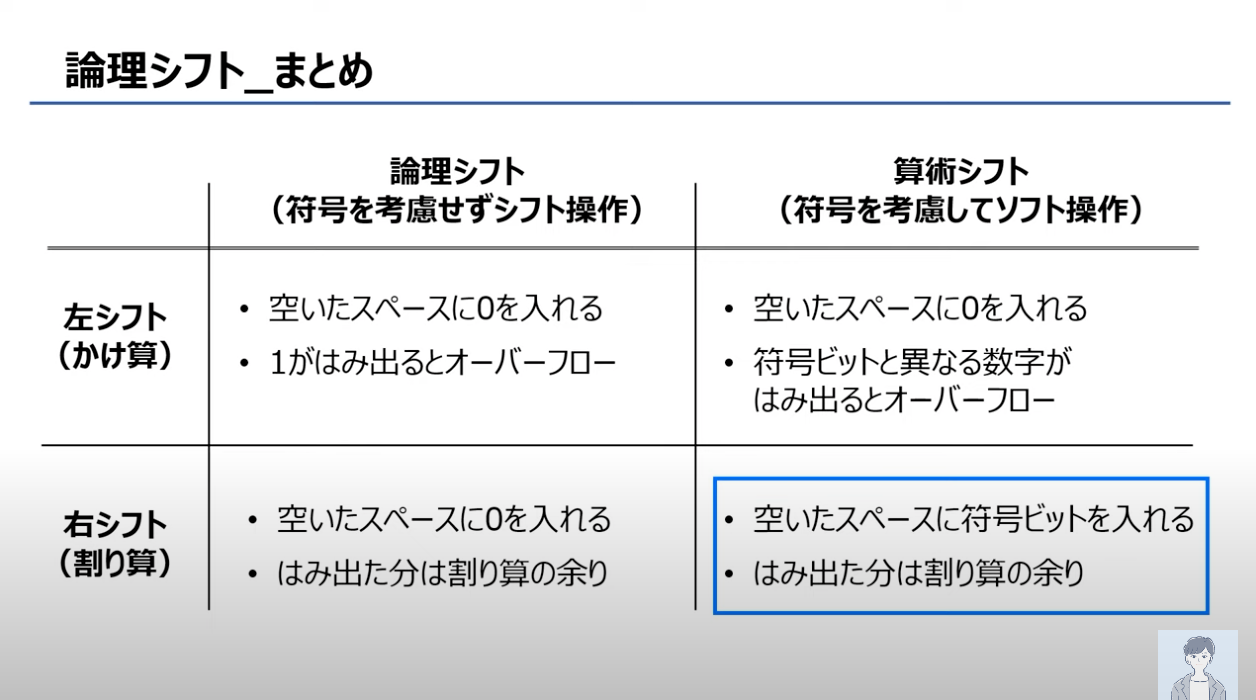 論理シフト_まとめ
論理シフト
（符号を考慮せずシフト操作）
算術シフト
（符号を考慮してソフト操作）
左シフト
（かけ算）
• 空いたスペースに0を入れる
• 1がはみ出るとオーバーフロー
• 空いたスペースに0を入れる
• 符号ビットと異なる数字が
はみ出るとオーバーフロー
右シフト
（割り算）
• 空いたスペースに0を入れる
• はみ出た分は割り算の余り
• 空いたスペースに符号ビットを入れる
• はみ出た分は割り算の余り